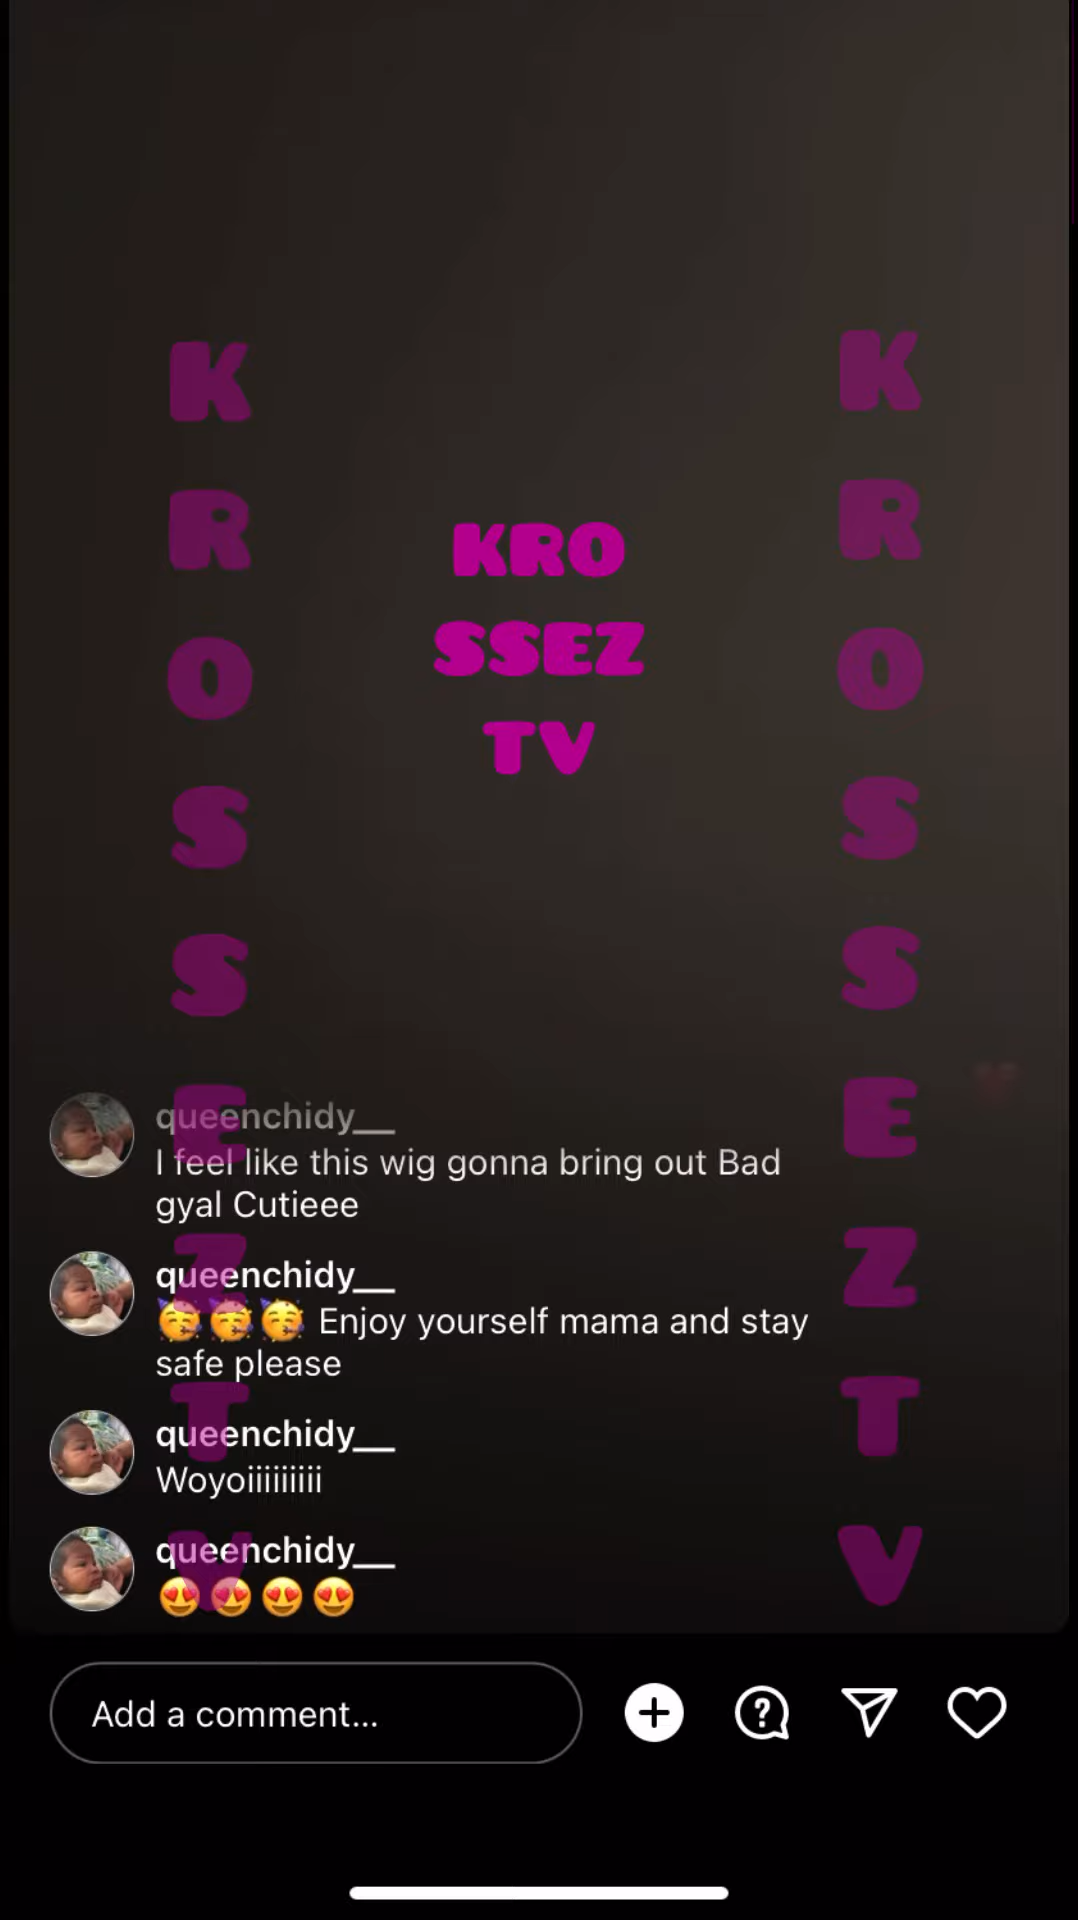 K
R
O
S
S
E
Z
T
V
KRO
SSEZ
TV
K
R
O
S
S
E
Z
T
V
queenchidy__
I feel like this wig gonna bring out Bad
gyal Cutieee
queenchidy__
🥳🥳🥳 Enjoy yourself mama and stay
safe please
queenchidy__
Woyoiiiiiiiii
queenchidy__
😍😍😍😍
Add a comment...